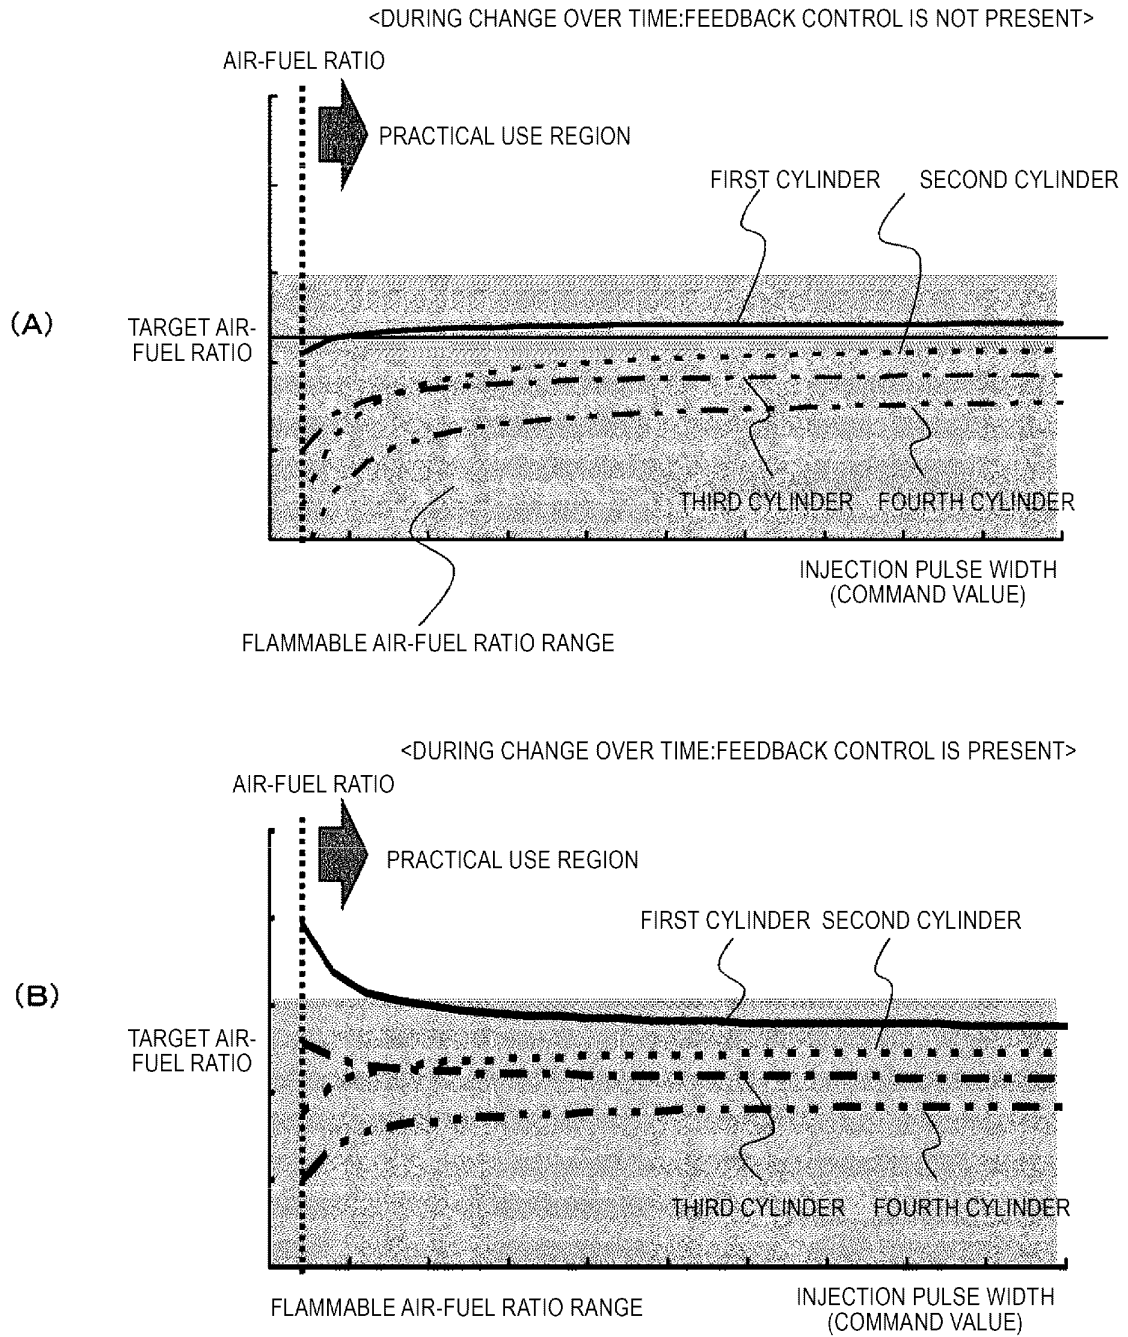 <DURING CHANGE OVER TIME:FEEDBACK CONTROL IS NOT PRESENT>
AIR-FUEL RATIO
PRACTICAL USE REGION
FIRST CYLINDER
SECOND CYLINDER
(A)
TARGET AIR-
FUEL RATIO
THIRD CYLINDER
FOURTH CYLINDER
INJECTION PULSE WIDTH
(COMMAND VALUE)
FLAMMABLE AIR-FUEL RATIO RANGE
<DURING CHANGE OVER TIME:FEEDBACK CONTROL IS PRESENT>
AIR-FUEL RATIO
PRACTICAL USE REGION
FIRST CYLINDER
SECOND CYLINDER
(B)
TARGET AIR-
FUEL RATIO
THIRD CYLINDER
FOURTH CYLINDER
FLAMMABLE AIR-FUEL RATIO RANGE
INJECTION PULSE WIDTH
(COMMAND VALUE)